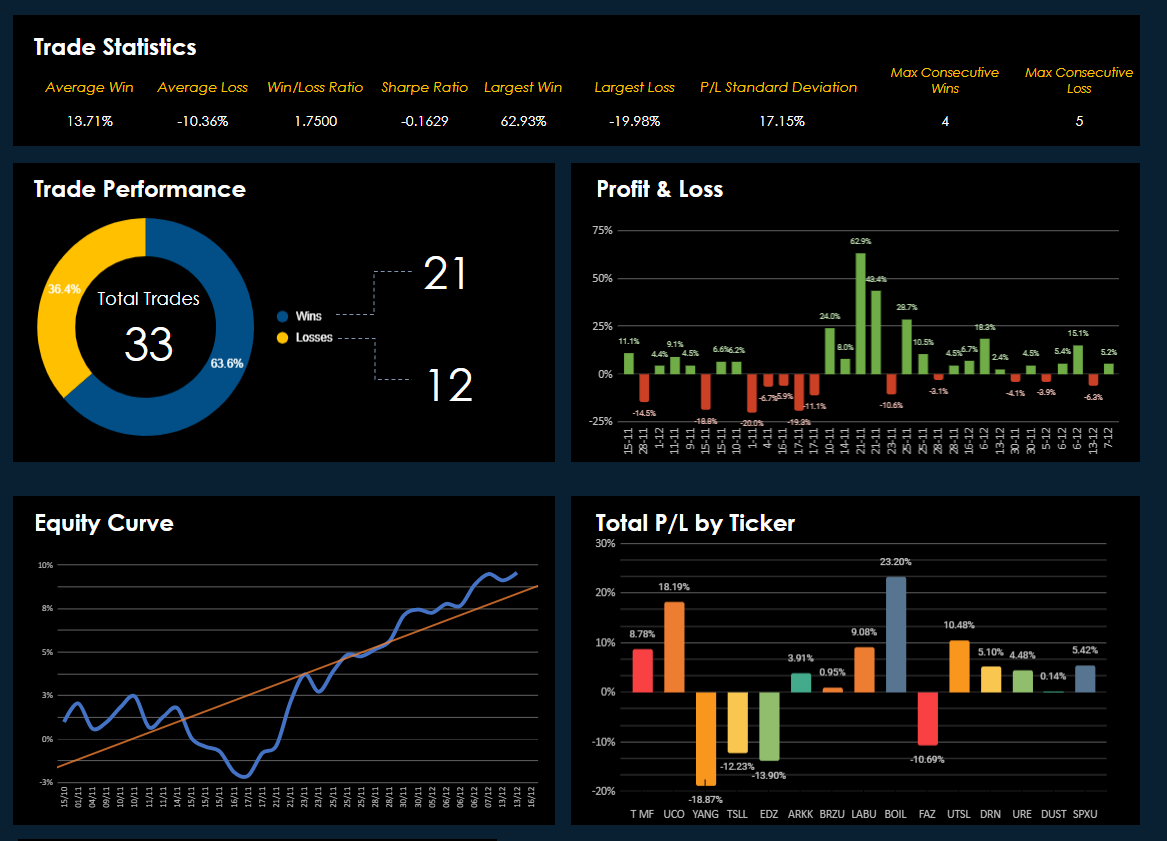 Trade Statistics
Average Win Average Loss Win/Loss Ratio Sharpe Ratio Largest Win Largest Loss P/L Standard Deviation Max Consecutive Wins Max Consecutive Loss
13.71% -10.36% 1.7500 -0.1629 62.93% -19.98% 17.15% 4 5
Trade Performance
36.4%
Total Trades
33
63.6%
Wins
Losses
21
12
Profit & Loss
75%
50%
25%
0%
-25%
11.1% -14.5% 4.4% 9.1% 4.5% -18.8% 6.6% 6.2% -20.0% -6.7% -5.9% -19.3% -11.1% 24.0% 8.0% 62.9% 43.4% -10.6% 28.7% 10.5% -3.1% 4.5% 6.7% 18.3% 2.4% -4.1% 4.5% -3.9% 5.4% 15.1% -6.3% 5.2%
15-11 28-11 1-12 11-11 9-11 15-11 15-11 10-11 1-11 4-11 16-11 17-11 17-11 10-11 14-11 21-11 21-11 23-11 25-11 25-11 28-11 28-11 16-12 6-12 13-12 30-11 30-11 5-12 6-12 6-12 13-12 7-12
Equity Curve
10%
8%
5%
3%
0%
-3%
15/10 01/11 04/11 09/11 10/11 10/11 11/11 11/11 14/11 15/11 15/11 15/11 16/11 17/11 17/11 21/11 21/11 23/11 23/11 25/11 25/11 25/11 28/11 28/11 30/11 30/11 05/12 06/12 06/12 06/12 07/12 13/12 13/12 16/12
Total P/L by Ticker
30%
20%
10%
0%
-10%
-20%
8.78% 18.19% -18.87% -12.23% -13.90% 3.91% 0.95% 9.08% 23.20% -10.69% 10.48% 5.10% 4.48% 0.14% 5.42%
T MF UCO YANG TSLL EDZ ARKK BRZU LABU BOIL FAZ UTSL DRN URE DUST SPXU